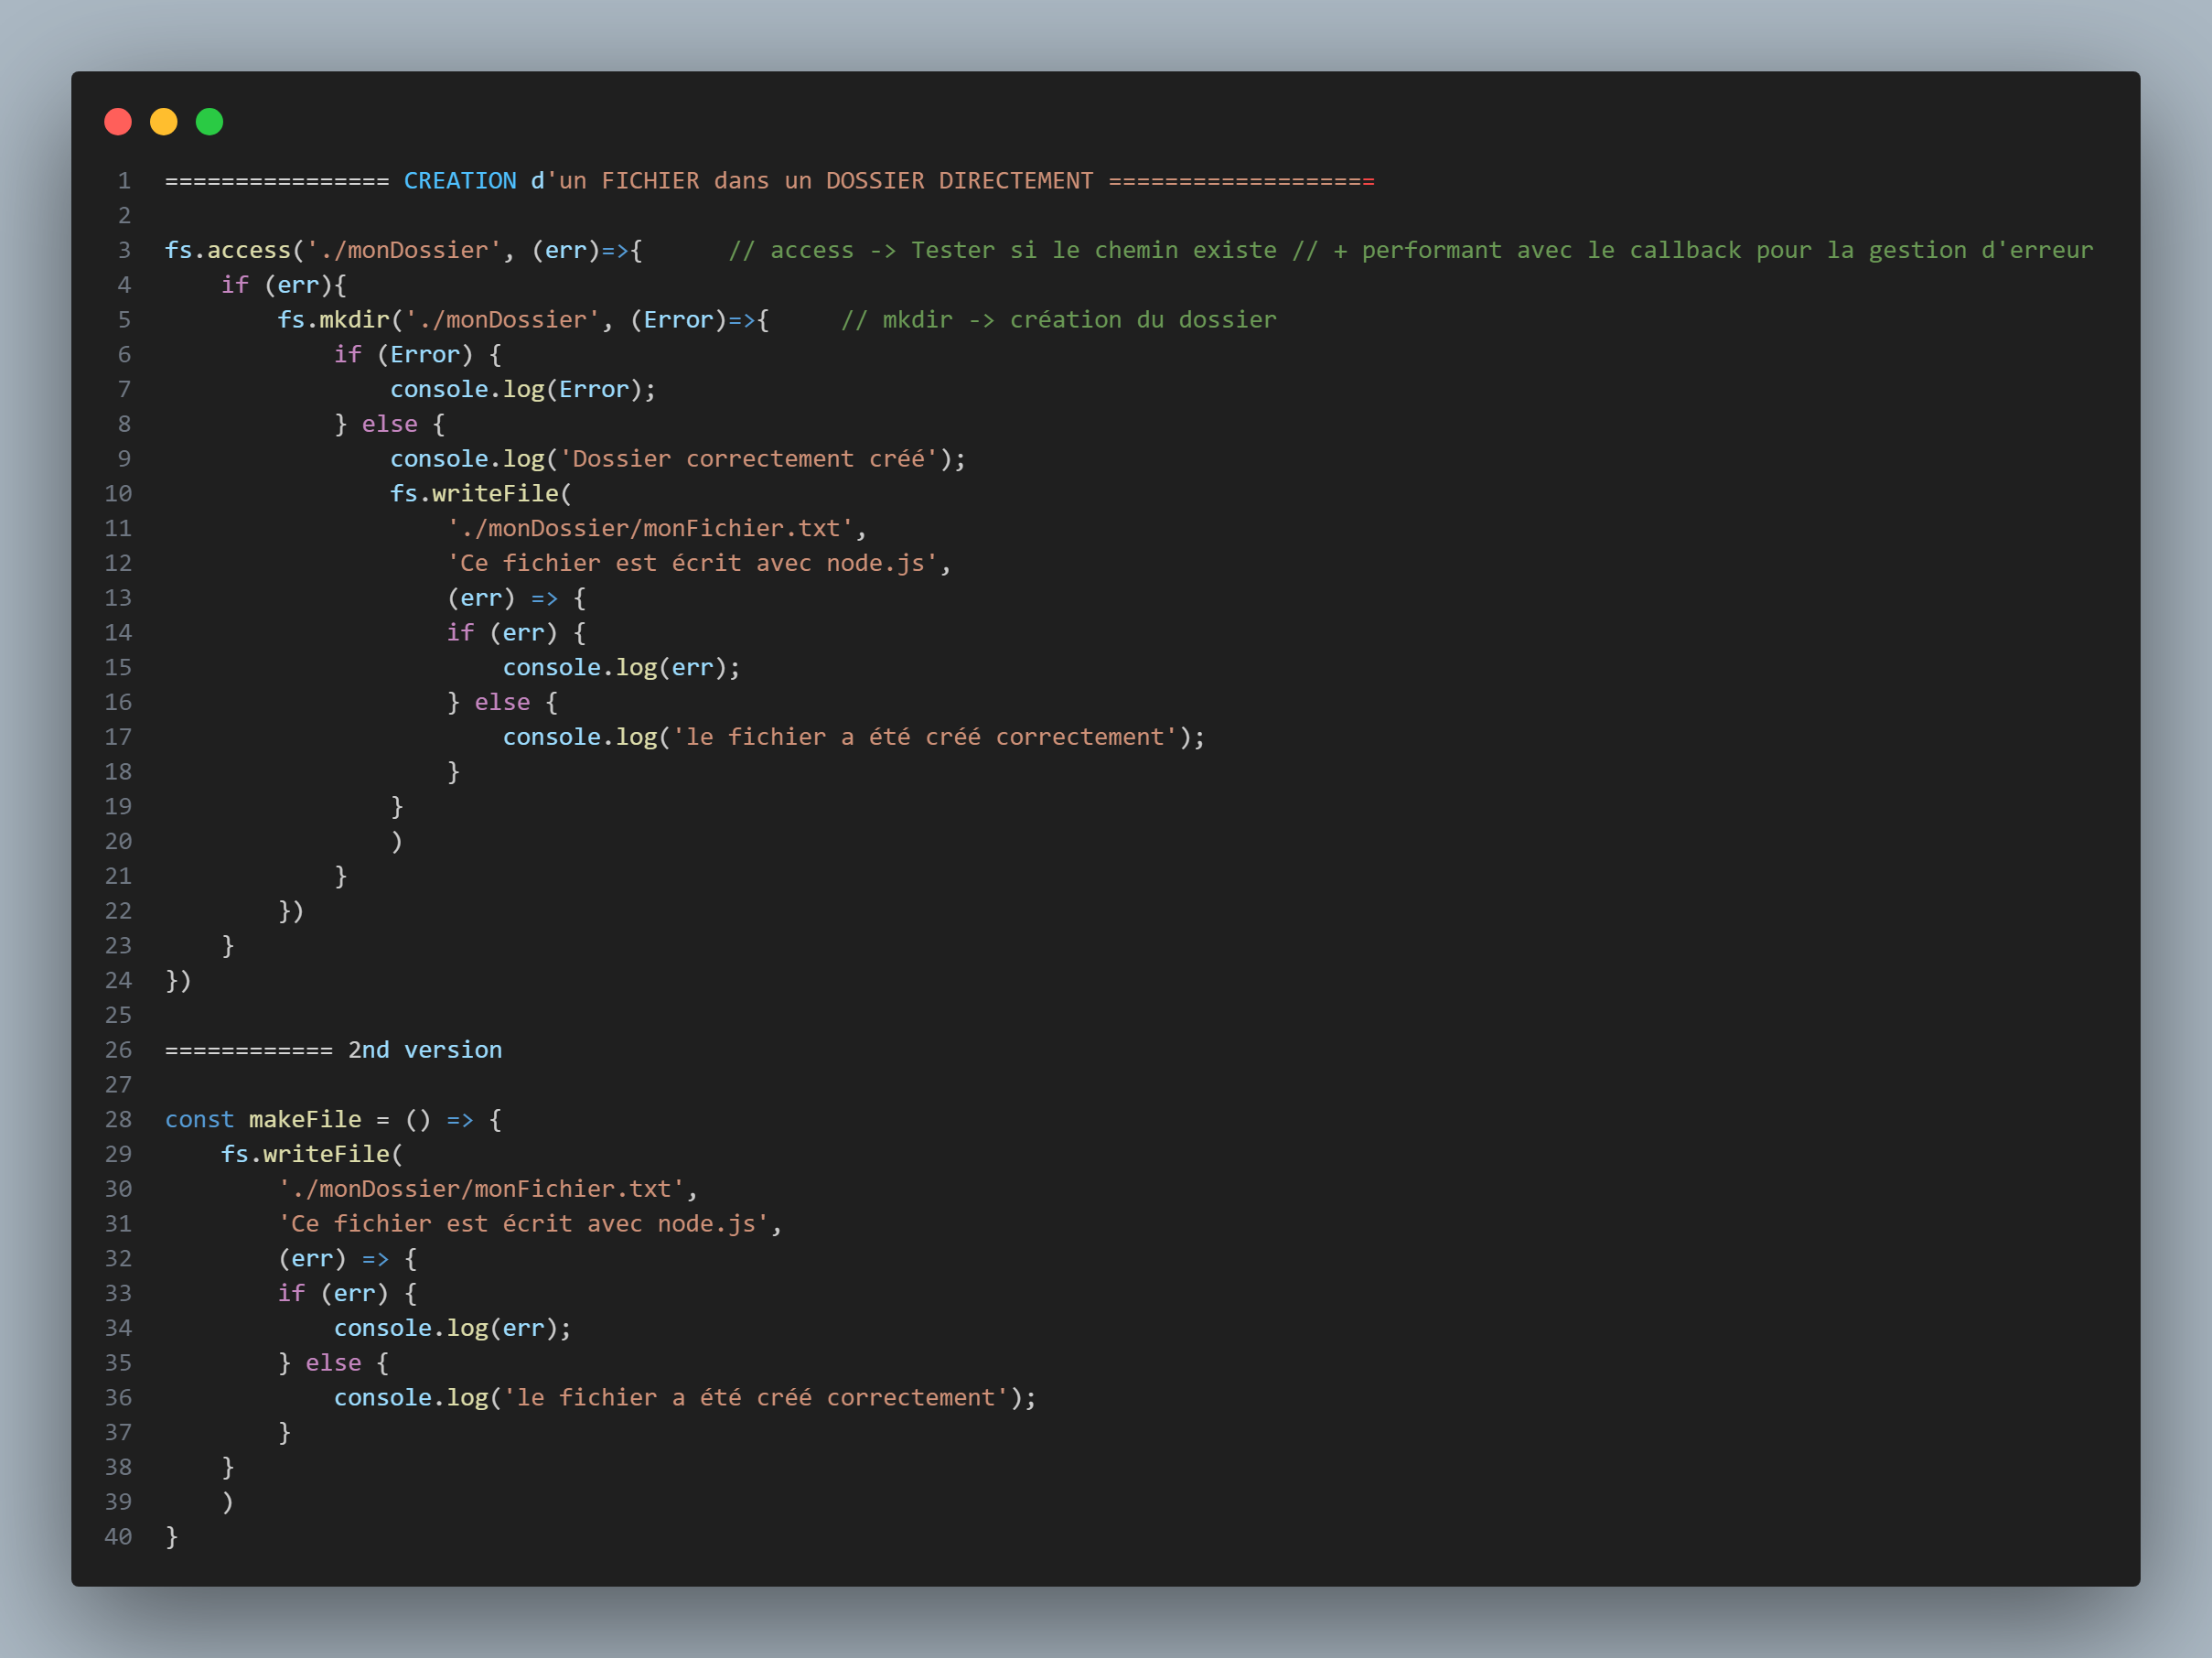 1 ================ CREATION d'un FICHIER dans un DOSSIER DIRECTEMENT ===================
2
3 fs.access('./monDossier', (err)=>{      // access -> Tester si le chemin existe // + performant avec le callback pour la gestion d'erreur
4     if (err){
5         fs.mkdir('./monDossier', (Error)=>{     // mkdir -> création du dossier
6             if (Error) {
7                 console.log(Error);
8             } else {
9                 console.log('Dossier correctement créé');
10                 fs.writeFile(
11                     './monDossier/monFichier.txt',
12                     'Ce fichier est écrit avec node.js',
13                     (err) => {
14                     if (err) {
15                         console.log(err);
16                     } else {
17                         console.log('le fichier a été créé correctement');
18                     }
19                 }
20                 )
21             }
22         })
23     }
24 })
25
26 ============ 2nd version
27
28 const makeFile = () => {
29     fs.writeFile(
30         './monDossier/monFichier.txt',
31         'Ce fichier est écrit avec node.js',
32         (err) => {
33         if (err) {
34             console.log(err);
35         } else {
36             console.log('le fichier a été créé correctement');
37         }
38     }
39     )
40 }